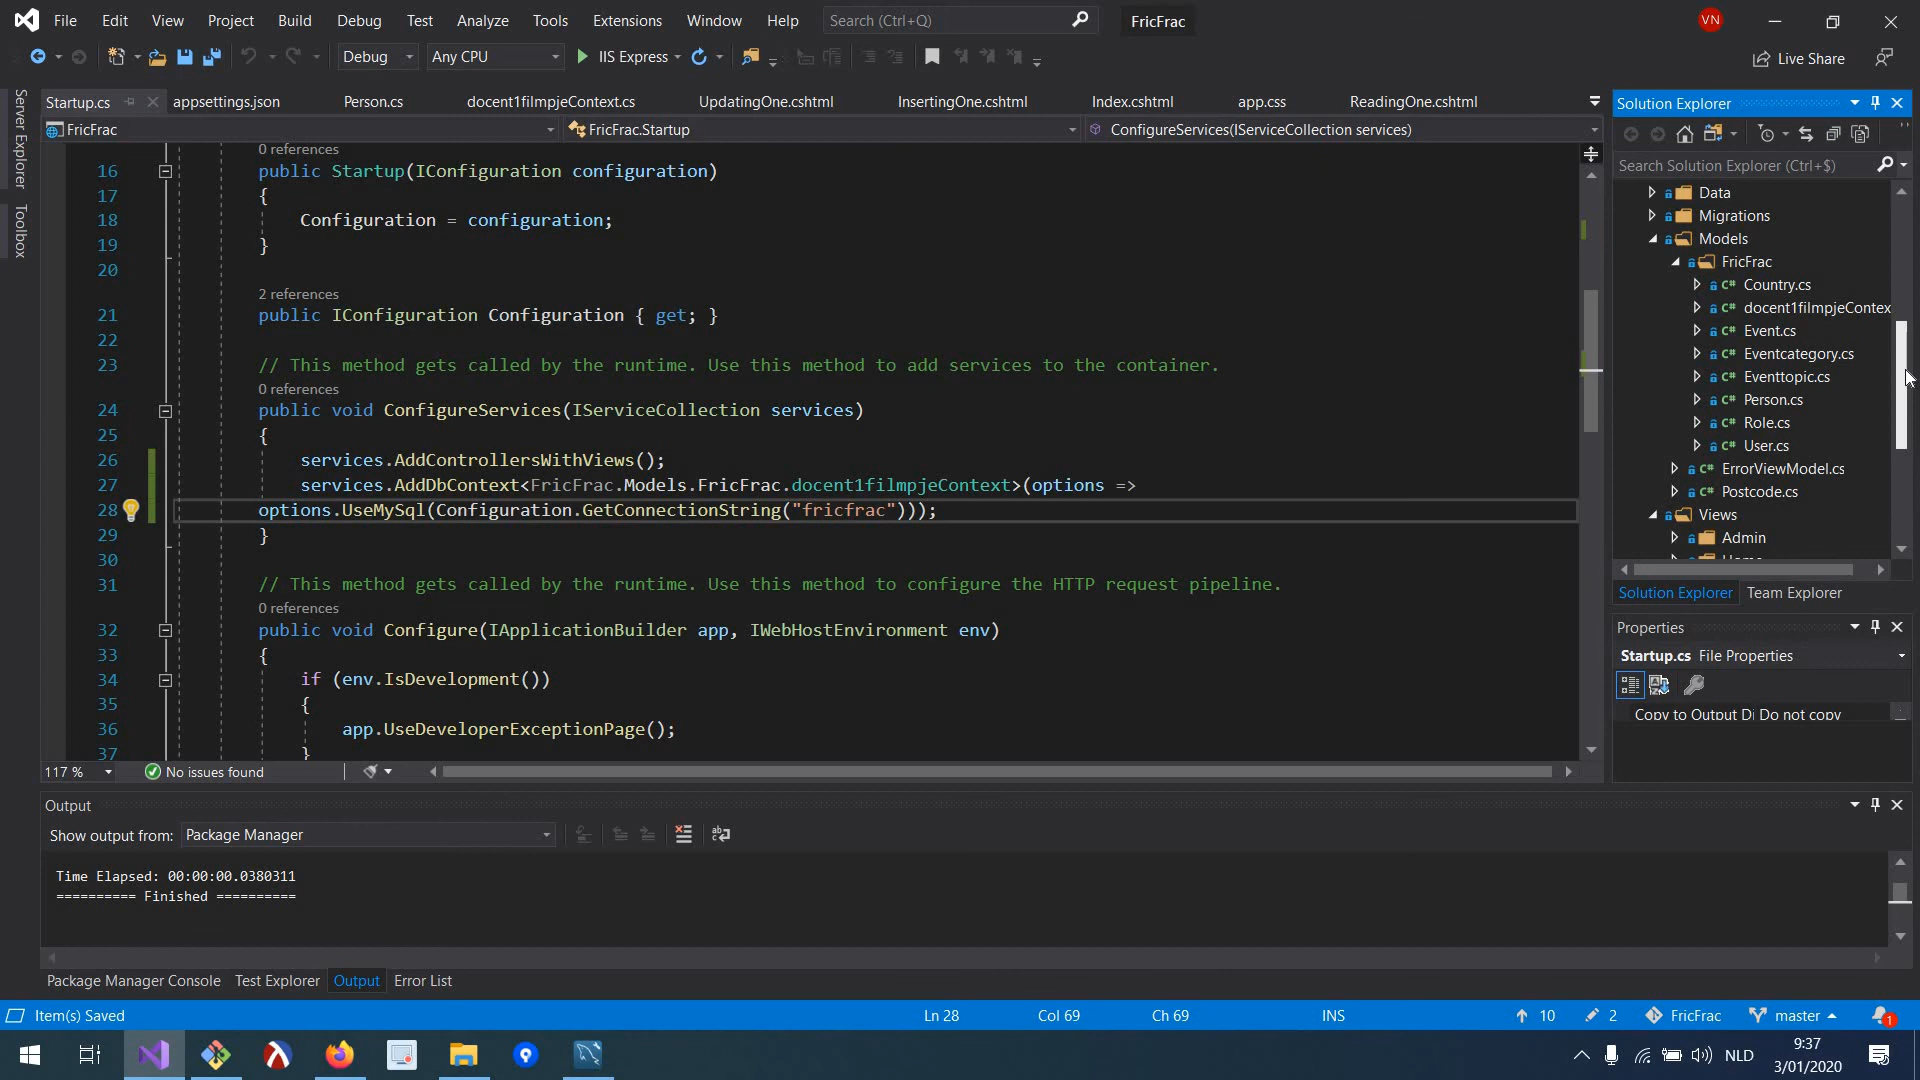 File Edit View Project Build Debug Test Analyze Tools Extensions Window Help Search (Ctrl+Q) FricFrac VN
Debug Any CPU IIS Express Live Share
Server Explorer
Toolbox
Startup.cs appsettings.json Person.cs docent1filmpjeContext.cs UpdatingOne.cshtml InsertingOne.cshtml Index.cshtml app.css ReadingOne.cshtml
FricFrac FricFrac.Startup ConfigureServices(IServiceCollection services)
0 references
16 public Startup(IConfiguration configuration)
17 {
18 Configuration = configuration;
19 }
20
2 references
21 public IConfiguration Configuration { get; }
22
23 // This method gets called by the runtime. Use this method to add services to the container.
0 references
24 public void ConfigureServices(IServiceCollection services)
25 {
26 services.AddControllersWithViews();
27 services.AddDbContext<FricFrac.Models.FricFrac.docent1filmpjeContext>(options =>
28 options.UseMySql(Configuration.GetConnectionString("fricfrac")));
29 }
30
31 // This method gets called by the runtime. Use this method to configure the HTTP request pipeline.
0 references
32 public void Configure(IApplicationBuilder app, IWebHostEnvironment env)
33 {
34 if (env.IsDevelopment())
35 {
36 app.UseDeveloperExceptionPage();
37 }
117 % No issues found
Solution Explorer
Search Solution Explorer (Ctrl+$)
Data
Migrations
Models
FricFrac
C# Country.cs
C# docent1filmpjeContex
C# Event.cs
C# Eventcategory.cs
C# Eventtopic.cs
C# Person.cs
C# Role.cs
C# User.cs
C# ErrorViewModel.cs
C# Postcode.cs
Views
Admin
Solution Explorer Team Explorer
Properties
Startup.cs File Properties
Copy to Output Di Do not copy
Output
Show output from: Package Manager
Time Elapsed: 00:00:00.0380311
========== Finished ==========
Package Manager Console Test Explorer Output Error List
Item(s) Saved Ln 28 Col 69 Ch 69 INS 10 2 FricFrac master 1
NLD 9:37
3/01/2020